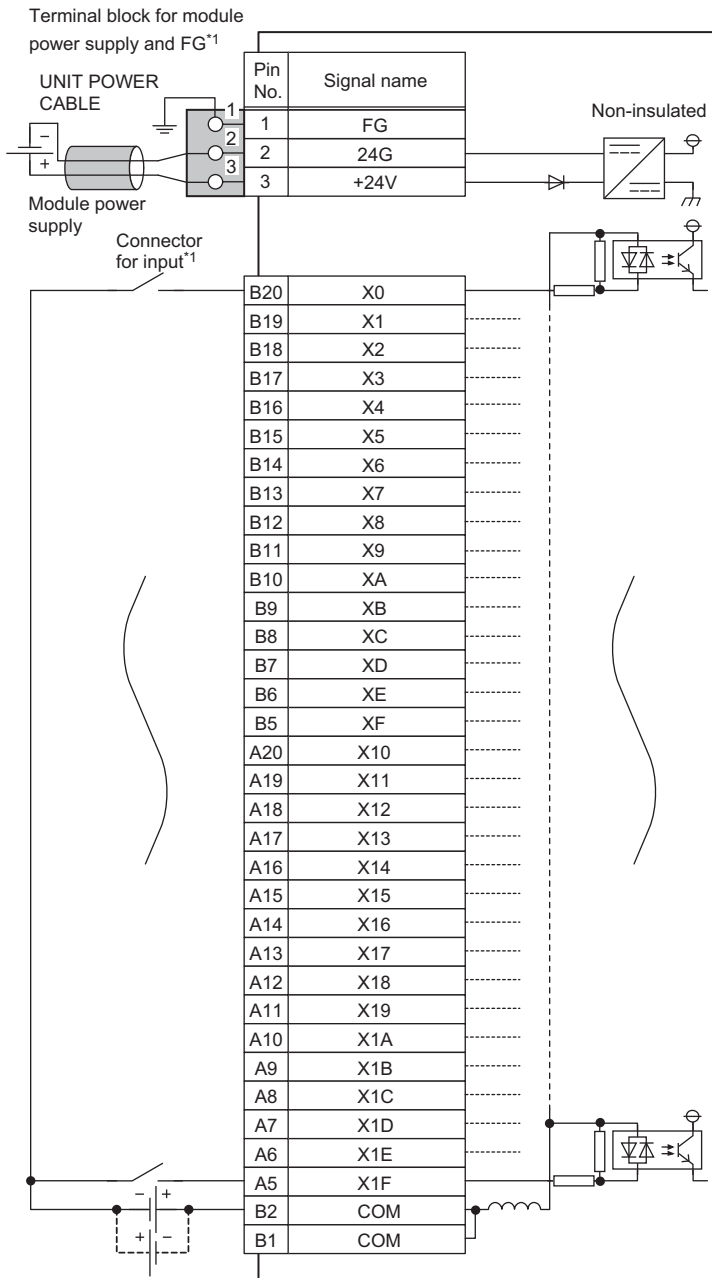 Terminal block for module
power supply and FG*1
UNIT POWER
CABLE
Module power
supply
Connector
for input*1
Non-insulated
1
2
3
− +
Pin No. Signal name
1 FG
2 24G
3 +24V
B20 X0
B19 X1
B18 X2
B17 X3
B16 X4
B15 X5
B14 X6
B13 X7
B12 X8
B11 X9
B10 XA
B9 XB
B8 XC
B7 XD
B6 XE
B5 XF
A20 X10
A19 X11
A18 X12
A17 X13
A16 X14
A15 X15
A14 X16
A13 X17
A12 X18
A11 X19
A10 X1A
A9 X1B
A8 X1C
A7 X1D
A6 X1E
A5 X1F
B2 COM
B1 COM
− +
+ −